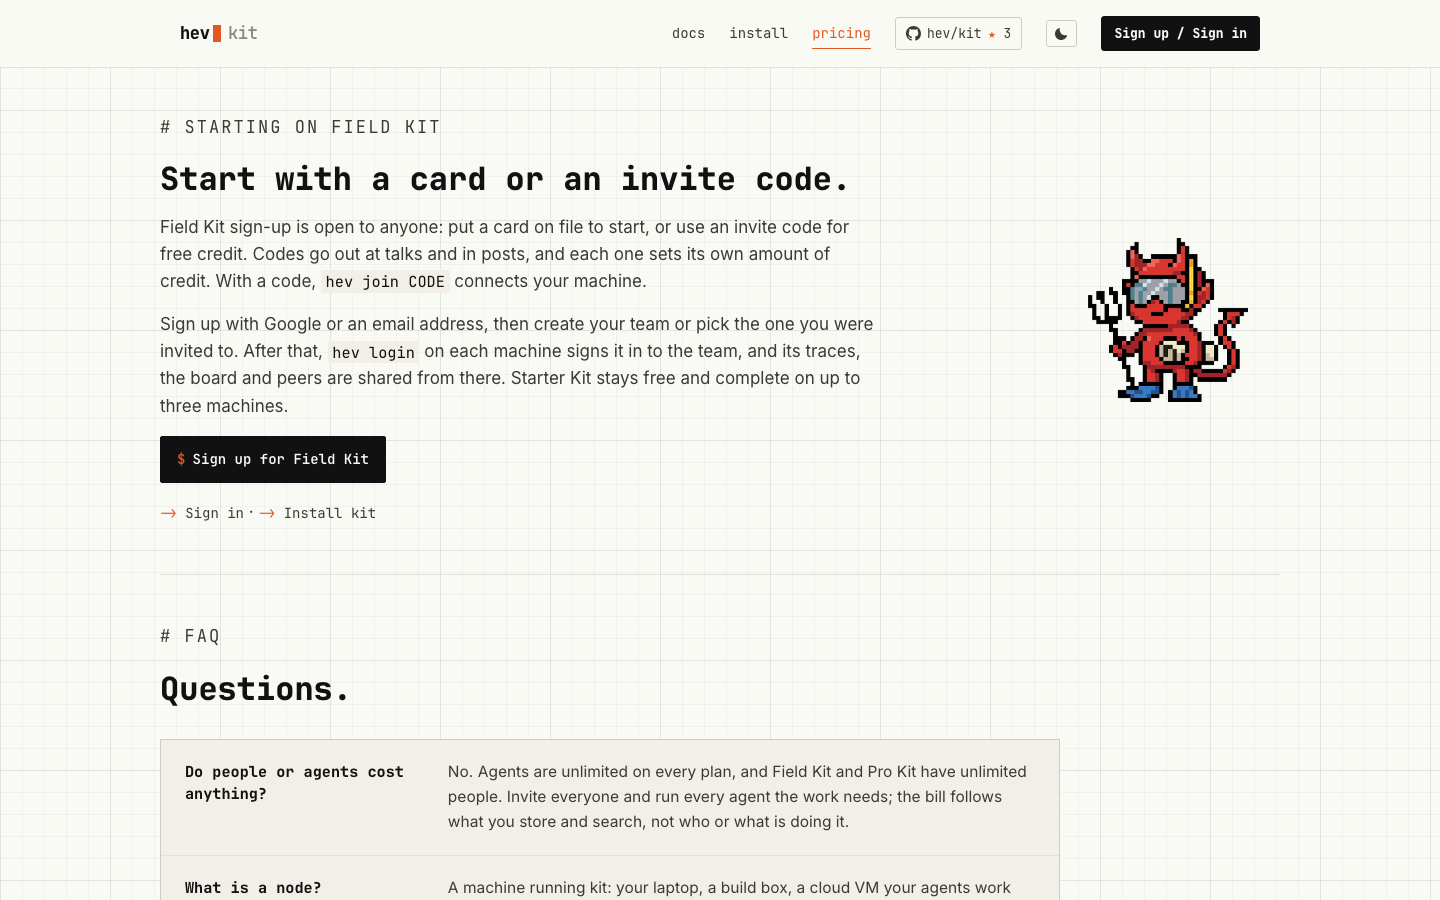 hev kit
docs
install
pricing
hev/kit ★ 3
Sign up / Sign in
# STARTING ON FIELD KIT
Start with a card or an invite code.
Field Kit sign-up is open to anyone: put a card on file to start, or use an invite code for
free credit. Codes go out at talks and in posts, and each one sets its own amount of
credit. With a code, hev join CODE connects your machine.
Sign up with Google or an email address, then create your team or pick the one you were
invited to. After that, hev login on each machine signs it in to the team, and its traces,
the board and peers are shared from there. Starter Kit stays free and complete on up to
three machines.
$ Sign up for Field Kit
→ Sign in · → Install kit
# FAQ
Questions.
Do people or agents cost
anything?
No. Agents are unlimited on every plan, and Field Kit and Pro Kit have unlimited
people. Invite everyone and run every agent the work needs; the bill follows
what you store and search, not who or what is doing it.
What is a node?
A machine running kit: your laptop, a build box, a cloud VM your agents work